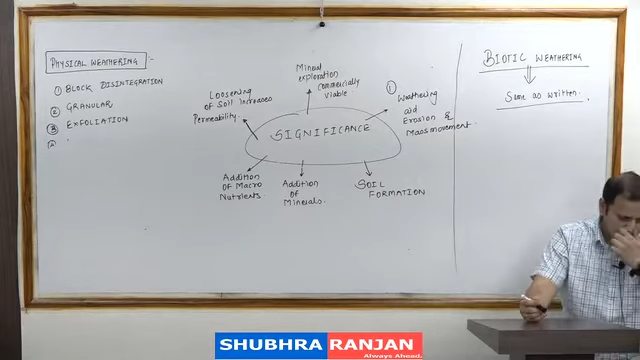 PHYSICAL WEATHERING :-
① BLOCK DISINTEGRATION
② GRANULAR
③ EXFOLIATION
Loosening
of Soil increases
Permeability.
Mineral
exploration
Commercially
Viable.
①
Weathering
aid
Erosion &
Mass movement.
SIGNIFICANCE
Addition
Of Macro
Nutrients
Addition
Of
Minerals.
SOIL
FORMATION
BIOTIC WEATHERING
Same as written.
SHUBHRA RANJAN
Always Ahead.